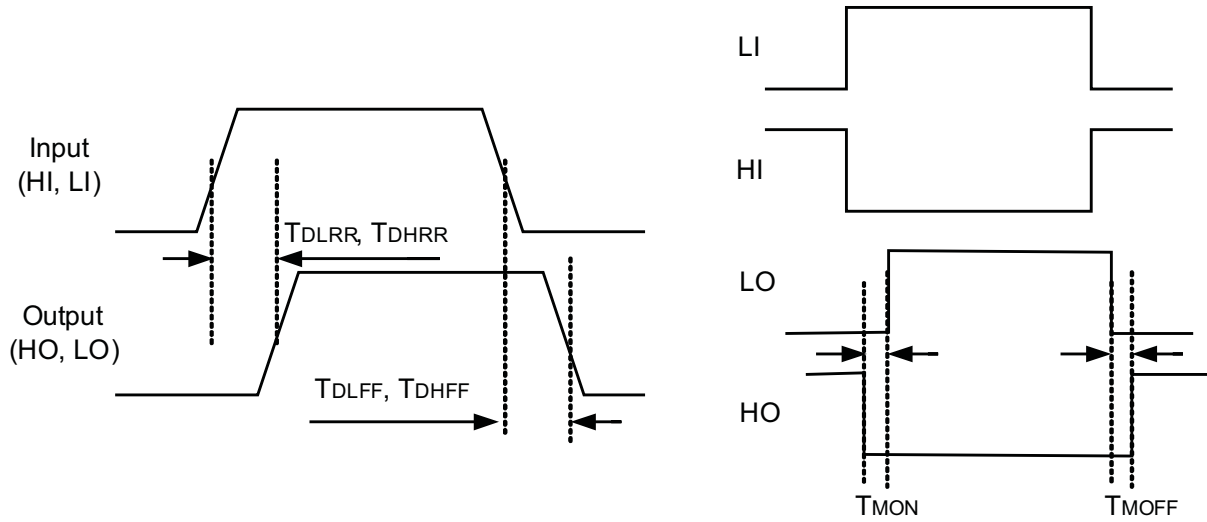 Input
(HI, LI)
TDLRR, TDHRR
Output
(HO, LO)
TDLFF, TDHFF
LI
HI
LO
HO
TMON
TMOFF